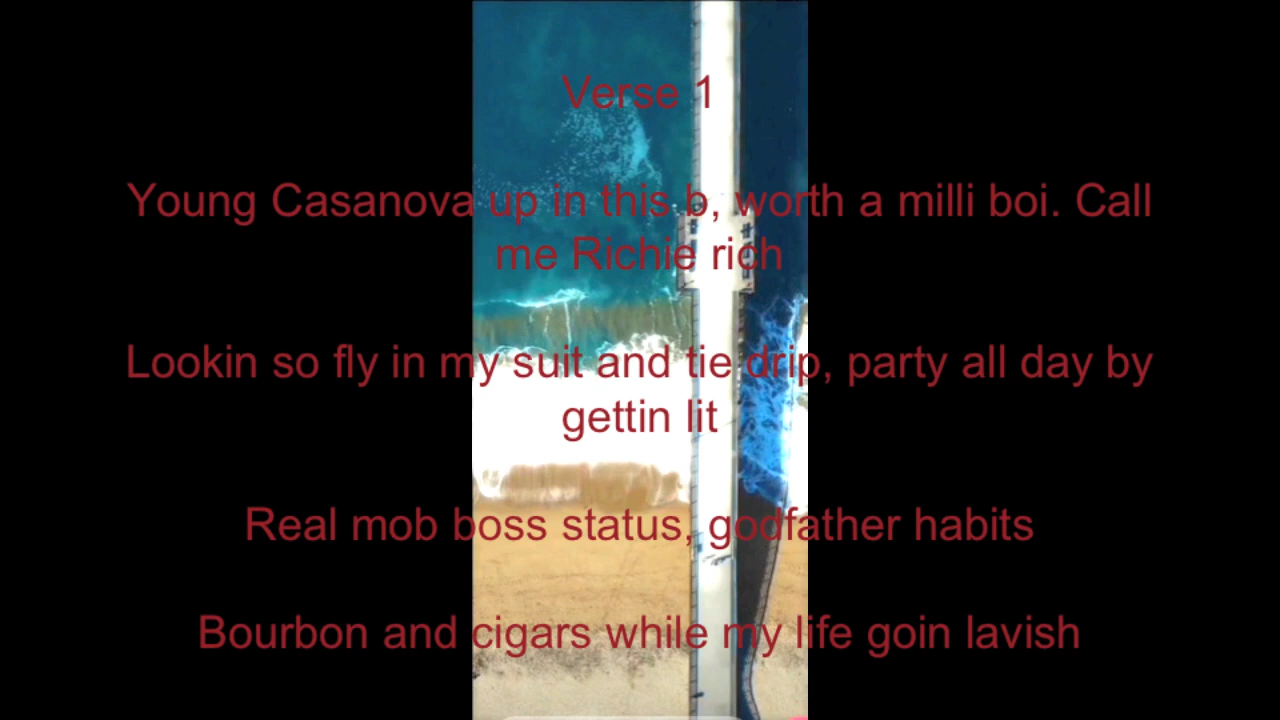 Verse 1
Young Casanova up in this b, worth a milli boi. Call
me Richie rich
Lookin so fly in my suit and tie drip, party all day by
gettin lit
Real mob boss status, godfather habits
Bourbon and cigars while my life goin lavish